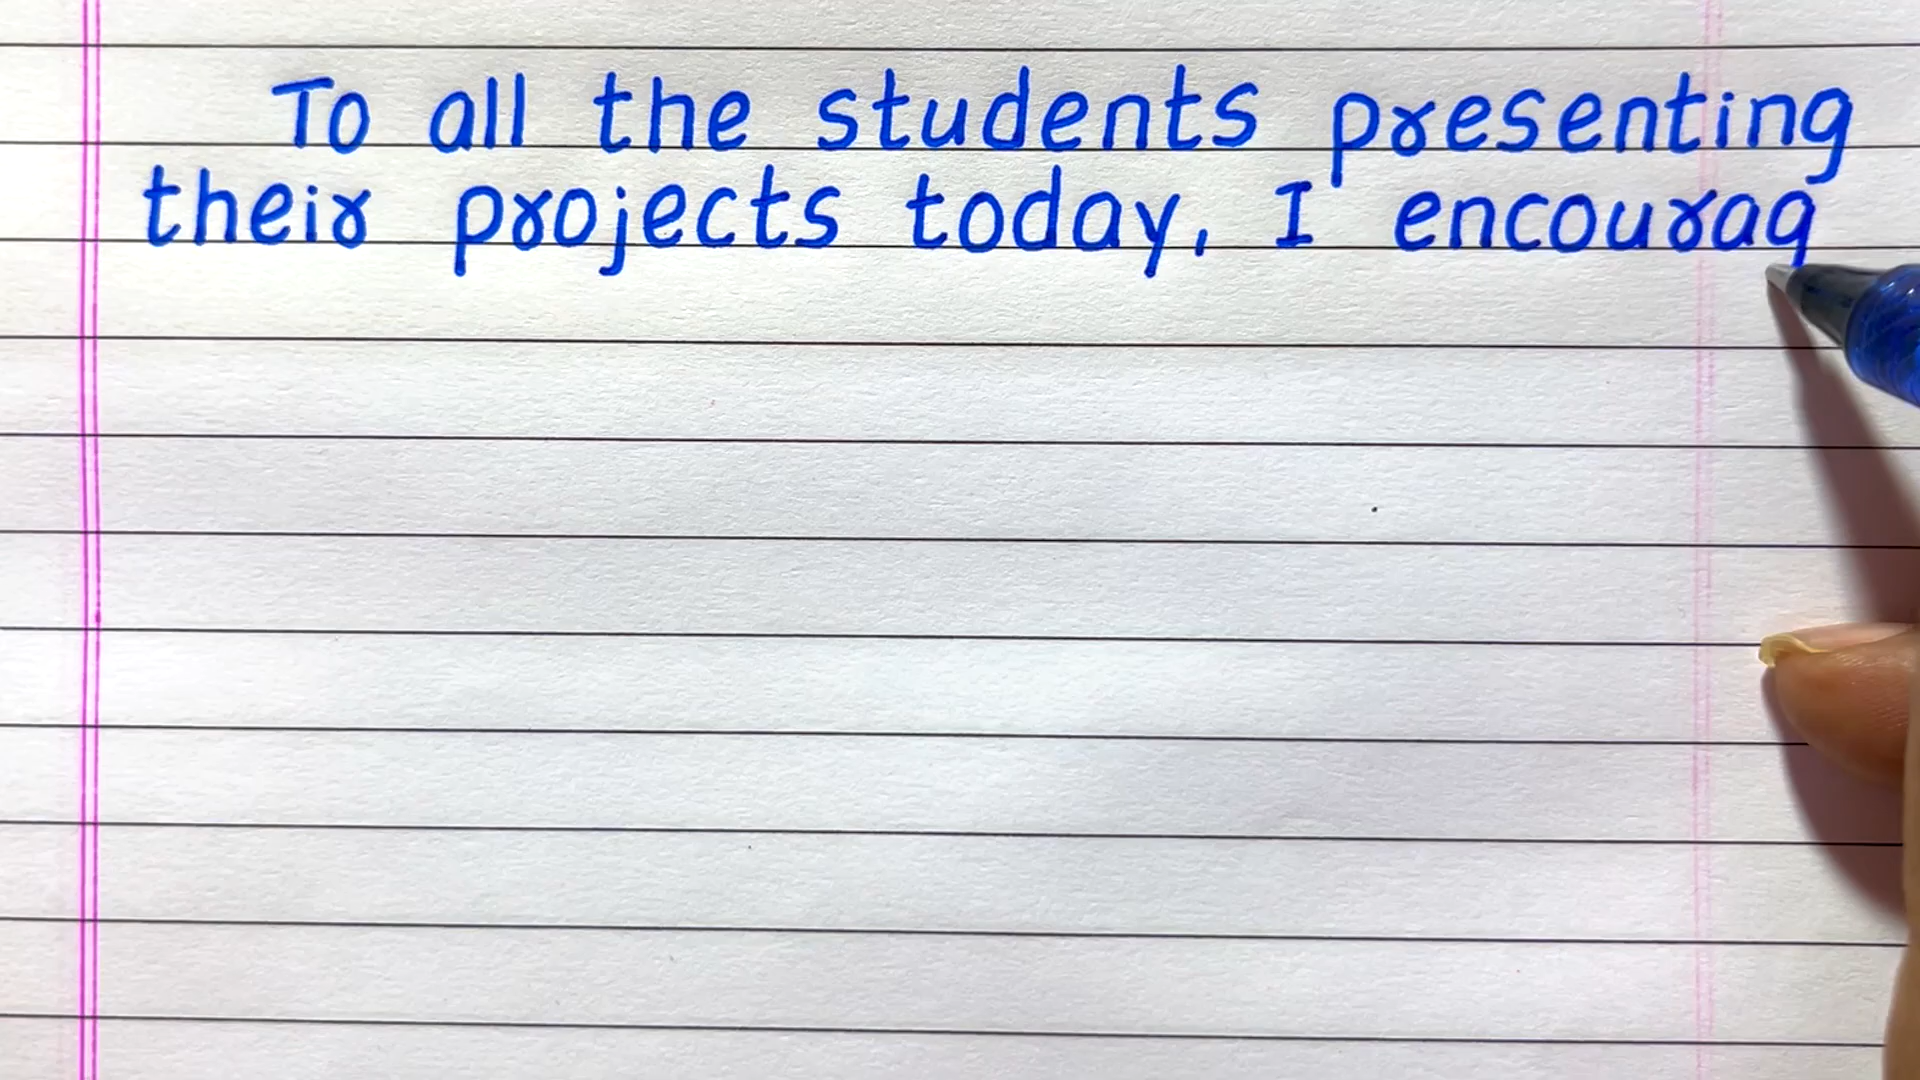 To all the students presenting
their projects today, I encourag